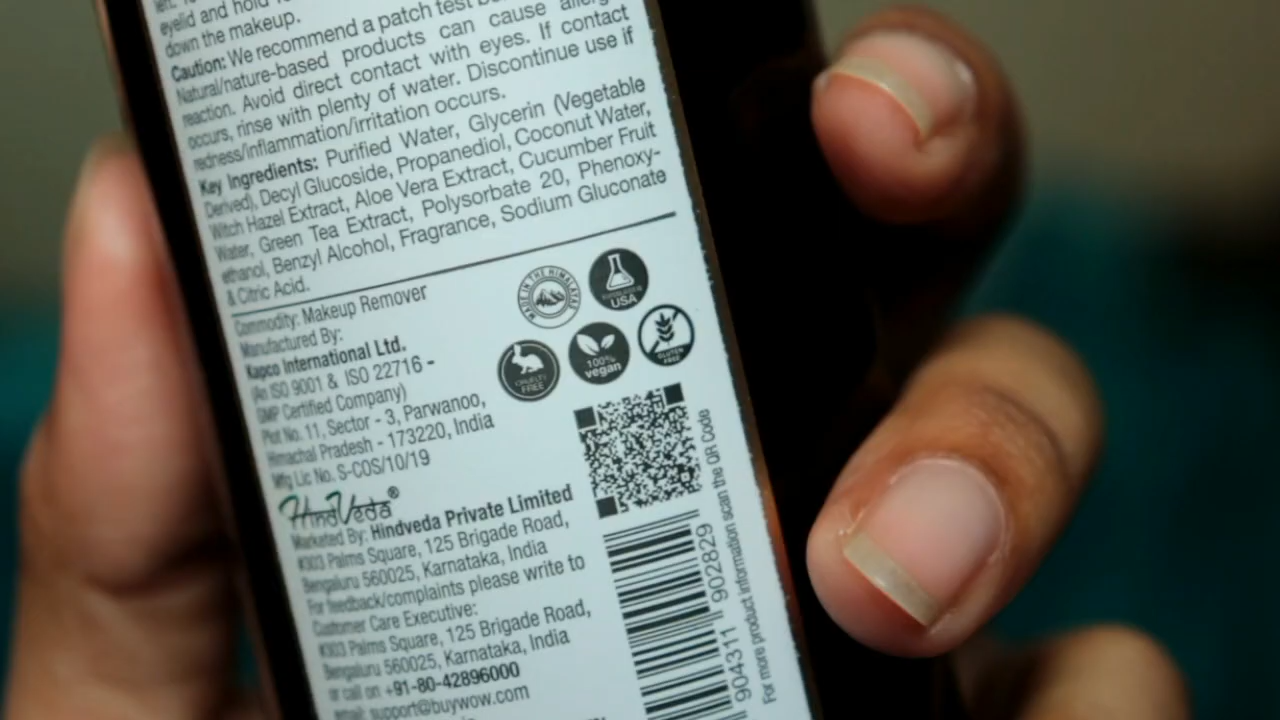 eyelid and hold
down the makeup.
Caution: We recommend a patch test
Natural/nature-based products can cause
reaction. Avoid direct contact with eyes. If contact
occurs, rinse with plenty of water. Discontinue use if
redness/inflammation/irritation occurs.
Key Ingredients: Purified Water, Glycerin (Vegetable
Derived), Decyl Glucoside, Propanediol, Coconut Water,
Witch Hazel Extract, Aloe Vera Extract, Cucumber Fruit
Water, Green Tea Extract, Polysorbate 20, Phenoxy-
ethanol, Benzyl Alcohol, Fragrance, Sodium Gluconate
& Citric Acid.
Commodity: Makeup Remover
Manufactured By:
Kapco International Ltd.
(An ISO 9001 & ISO 22716 -
GMP Certified Company)
Plot No. 11, Sector - 3, Parwanoo,
Himachal Pradesh - 173220, India
Mfg Lic No. S-COS/10/19
MADE IN THE HIMALAYA
USA
CRUELTY
FREE
100%
vegan
GLUTEN
FREE
HindVeda®
Marketed By: Hindveda Private Limited
#303 Palms Square, 125 Brigade Road,
Bengaluru 560025, Karnataka, India
For feedback/complaints please write to
Customer Care Executive:
#303 Palms Square, 125 Brigade Road,
Bengaluru 560025, Karnataka, India
or call on +91-80-42896000
email: support@buywow.com
904311 902829
For more product information scan the QR Code